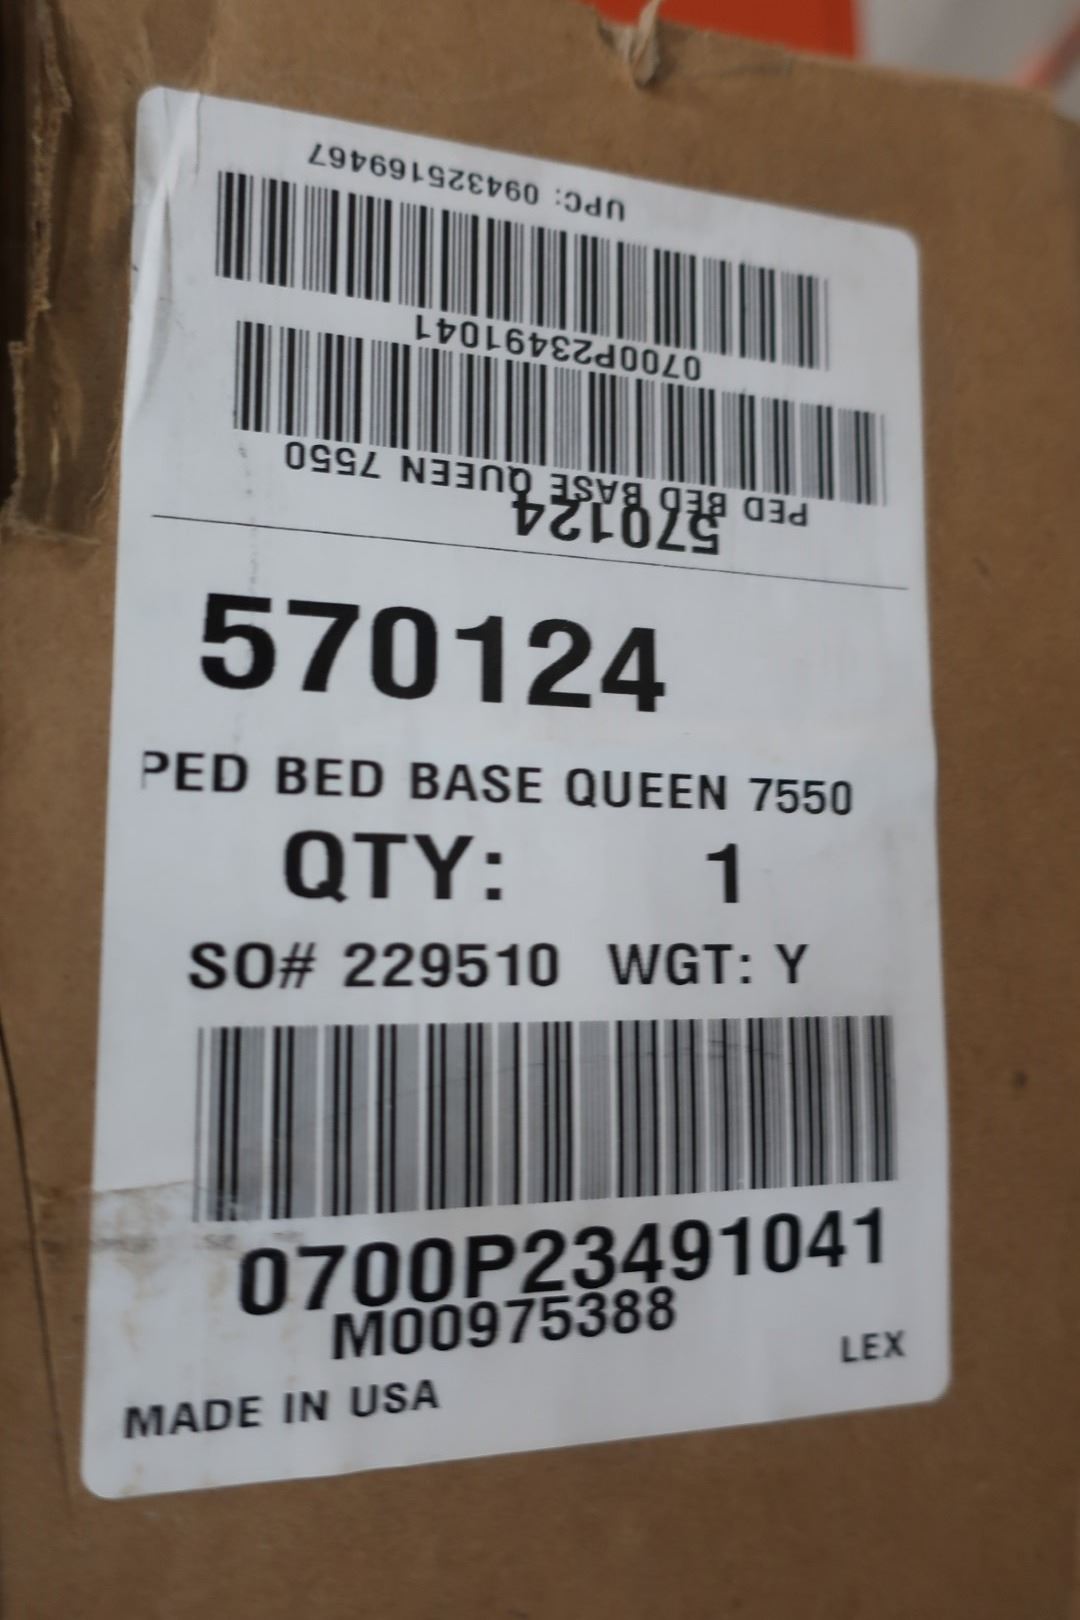 UPC: 094325169467
0700P23491041
PED BED BASE QUEEN 7550
570124
570124
PED BED BASE QUEEN 7550
QTY: 1
SO# 229510 WGT: Y
0700P23491041
M00975388
LEX
MADE IN USA